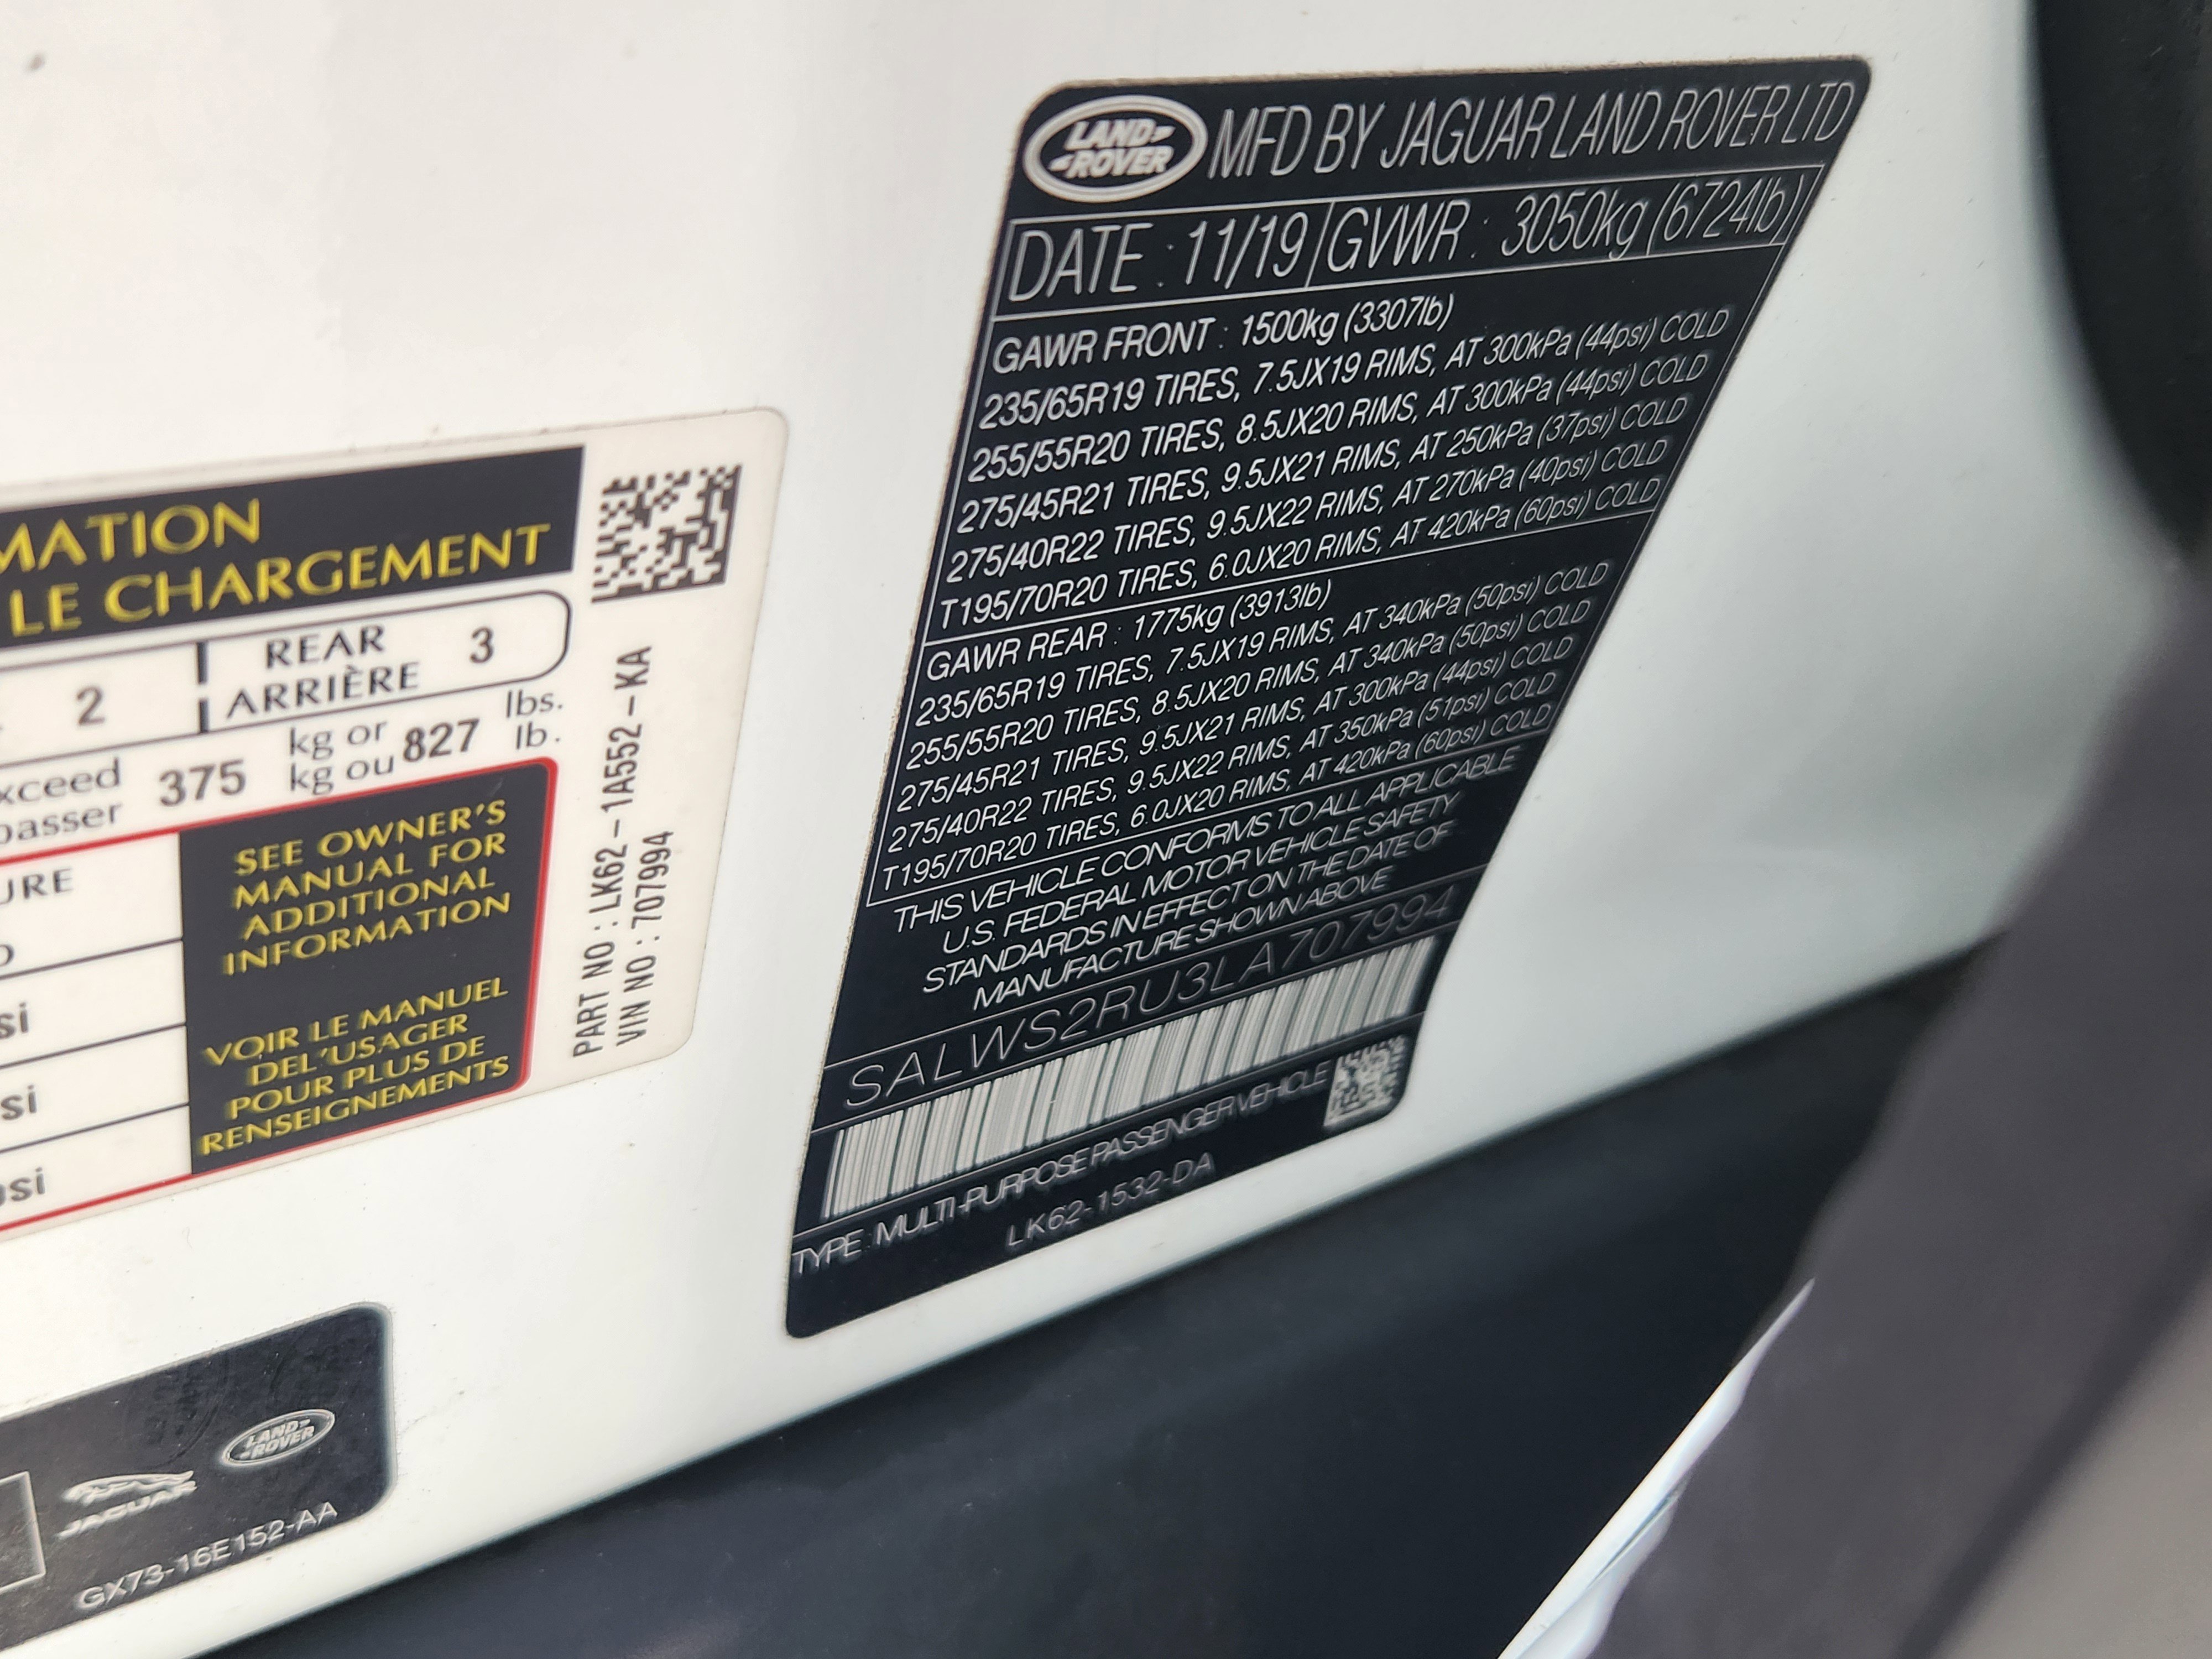 MATION
LE CHARGEMENT
2
REAR
ARRIÈRE
3
xceed
passer
375
kg or
kg ou
827
lbs.
lb.
URE
SEE OWNER'S
MANUAL FOR
ADDITIONAL
INFORMATION
VOIR LE MANUEL
DEL'USAGER
POUR PLUS DE
RENSEIGNEMENTS
si
si
si
PART NO : LK62-1A552-KA
VIN NO : 707994
LAND
ROVER
MFD BY JAGUAR LAND ROVER LTD
DATE : 11/19 GVWR : 3050kg (6724lb)
GAWR FRONT : 1500kg (3307lb)
235/65R19 TIRES, 7.5JX19 RIMS, AT 300kPa (44psi) COLD
255/55R20 TIRES, 8.5JX20 RIMS, AT 300kPa (44psi) COLD
275/45R21 TIRES, 9.5JX21 RIMS, AT 250kPa (37psi) COLD
275/40R22 TIRES, 9.5JX22 RIMS, AT 270kPa (40psi) COLD
T195/70R20 TIRES, 6.0JX20 RIMS, AT 420kPa (60psi) COLD
GAWR REAR : 1775kg (3913lb)
235/65R19 TIRES, 7.5JX19 RIMS, AT 340kPa (50psi) COLD
255/55R20 TIRES, 8.5JX20 RIMS, AT 340kPa (50psi) COLD
275/45R21 TIRES, 9.5JX21 RIMS, AT 300kPa (44psi) COLD
275/40R22 TIRES, 9.5JX22 RIMS, AT 350kPa (51psi) COLD
T195/70R20 TIRES, 6.0JX20 RIMS, AT 420kPa (60psi) COLD
THIS VEHICLE CONFORMS TO ALL APPLICABLE
U.S. FEDERAL MOTOR VEHICLE SAFETY
STANDARDS IN EFFECT ON THE DATE OF
MANUFACTURE SHOWN ABOVE
SALWS2RU3LA707994
TYPE : MULTI-PURPOSE PASSENGER VEHICLE
LK62-1532-DA
JAGUAR
LAND
ROVER
GX73-16E152-AA